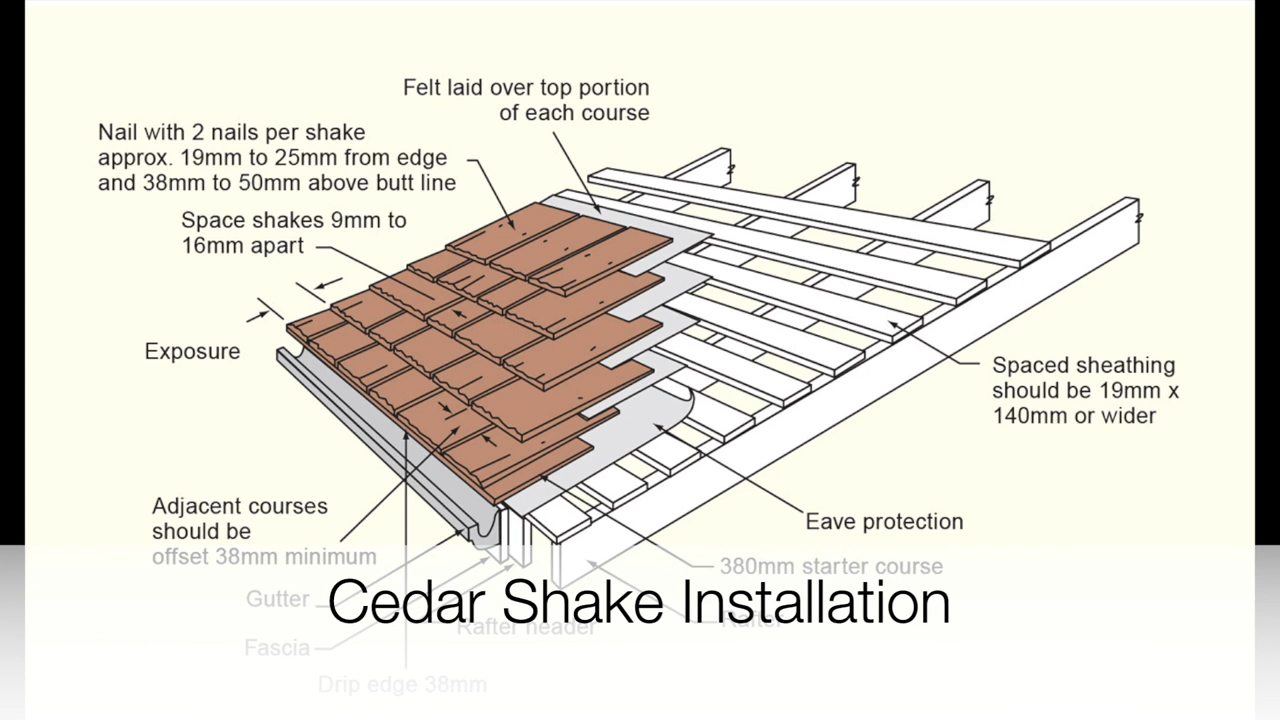 Felt laid over top portion
of each course
Nail with 2 nails per shake
approx. 19mm to 25mm from edge
and 38mm to 50mm above butt line
Space shakes 9mm to
16mm apart
Exposure
Spaced sheathing
should be 19mm x
140mm or wider
Adjacent courses
should be
offset 38mm minimum
Eave protection
380mm starter course
Gutter
Cedar Shake Installation
Rafter header
Rafter
Fascia
Drip edge 38mm